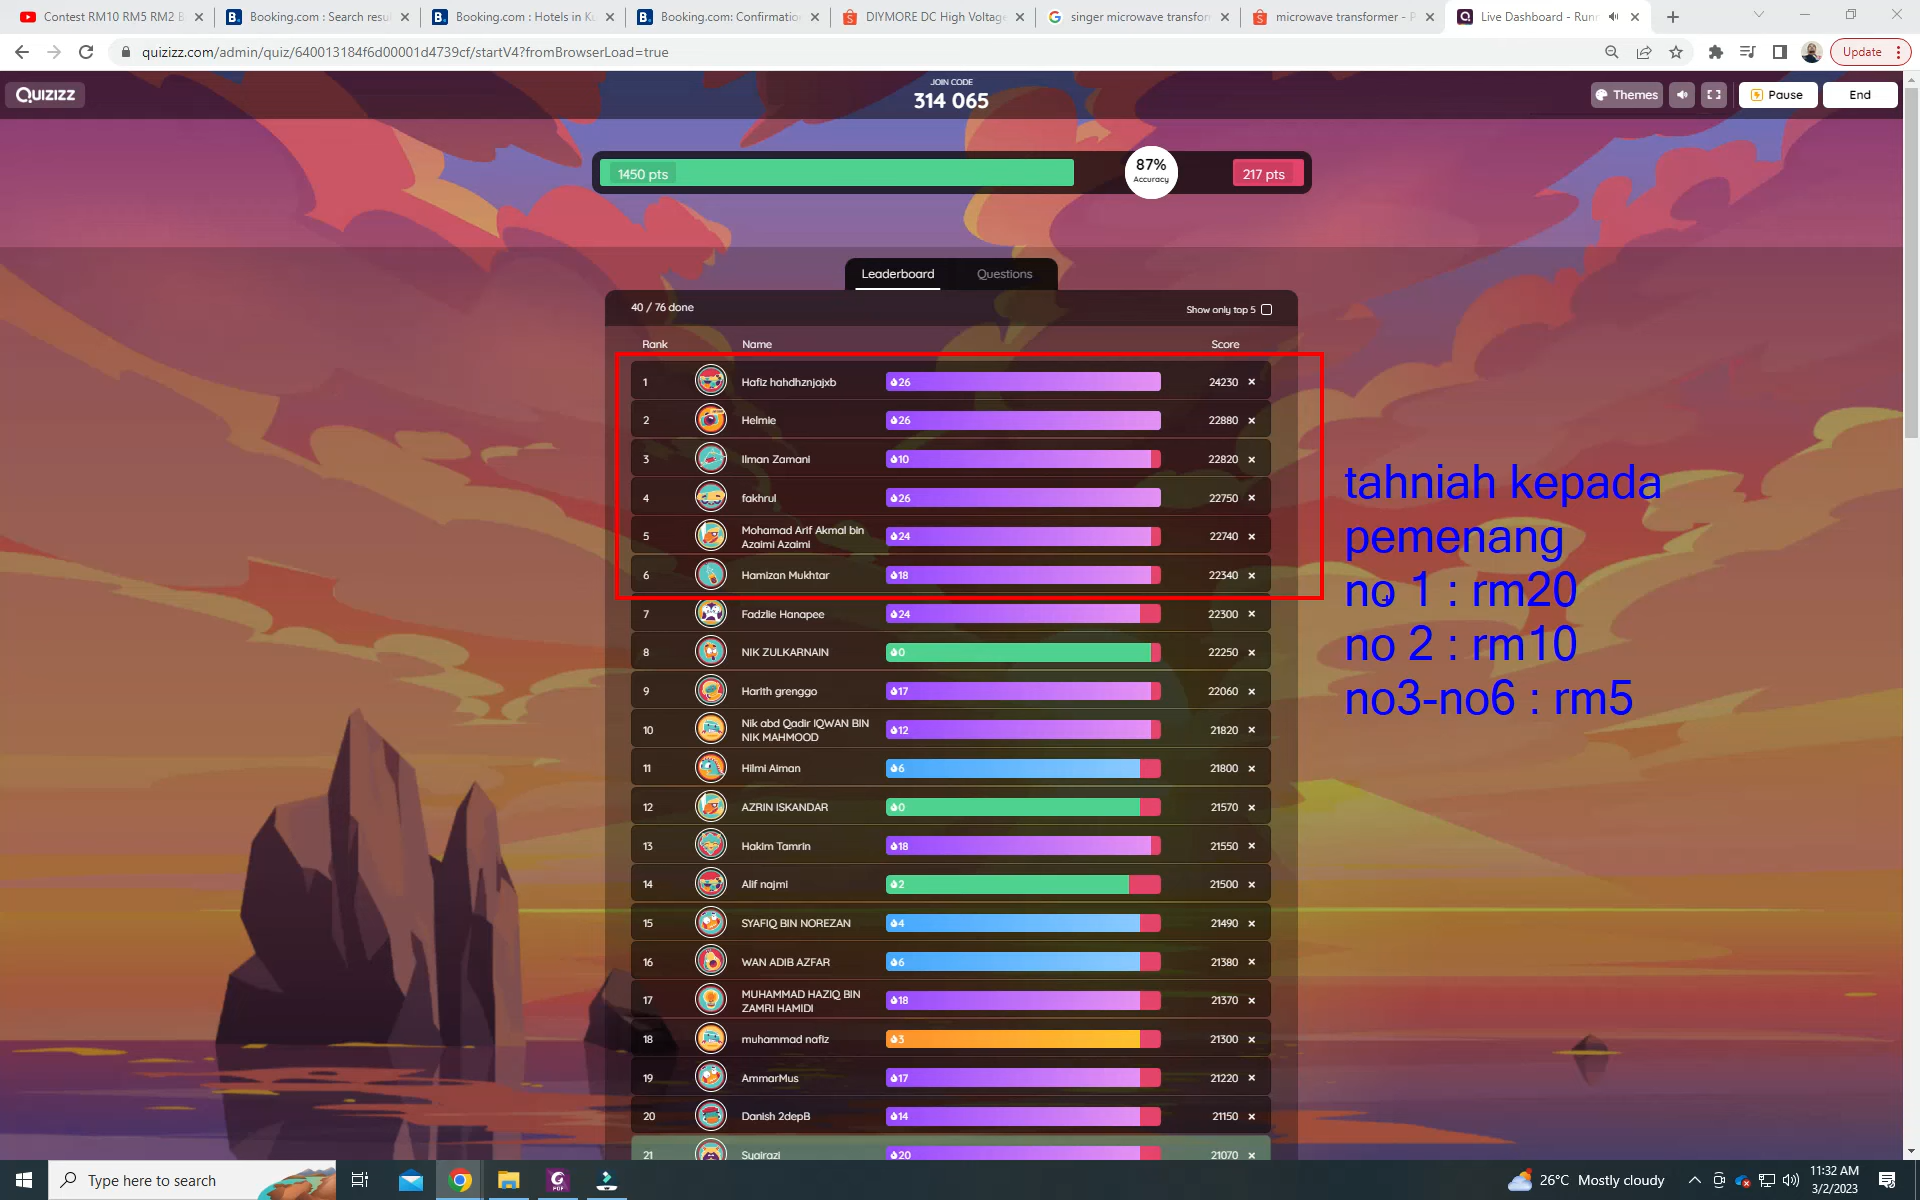 Contest RM10 RM5 RM2 B
Booking.com : Search resu
Booking.com : Hotels in K
Booking.com: Confirmatio
DIYMORE DC High Voltage
singer microwave transfor
microwave transformer - P
Live Dashboard - Run
quizizz.com/admin/quiz/640013184f6d00001d4739cf/startV4?fromBrowserLoad=true
Update
Quizizz
JOIN CODE
314 065
Themes
Pause
End
1450 pts
87%
Accuracy
217 pts
Leaderboard
Questions
40 / 76 done
Show only top 5
Rank Name Score
1 Hafiz hahdhznjajxb 26 24230
2 Helmie 26 22880
3 Ilman Zamani 10 22820
4 fakhrul 26 22750
5 Mohamad Arif Akmal bin
Azaimi Azaimi 24 22740
6 Hamizan Mukhtar 18 22340
7 Fadzlie Hanapee 24 22300
8 NIK ZULKARNAIN 0 22250
9 Harith grenggo 17 22060
10 Nik abd Qadir IQWAN BIN
NIK MAHMOOD 12 21820
11 Hilmi Aiman 6 21800
12 AZRIN ISKANDAR 0 21570
13 Hakim Tamrin 18 21550
14 Alif najmi 2 21500
15 SYAFIQ BIN NOREZAN 4 21490
16 WAN ADIB AZFAR 6 21380
17 MUHAMMAD HAZIQ BIN
ZAMRI HAMIDI 18 21370
18 muhammad nafiz 3 21300
19 AmmarMus 17 21220
20 Danish 2depB 14 21150
21 Syairazi 20 21070
tahniah kepada
pemenang
no 1 : rm20
no 2 : rm10
no3-no6 : rm5
Type here to search
26°C Mostly cloudy
11:32 AM
3/2/2023